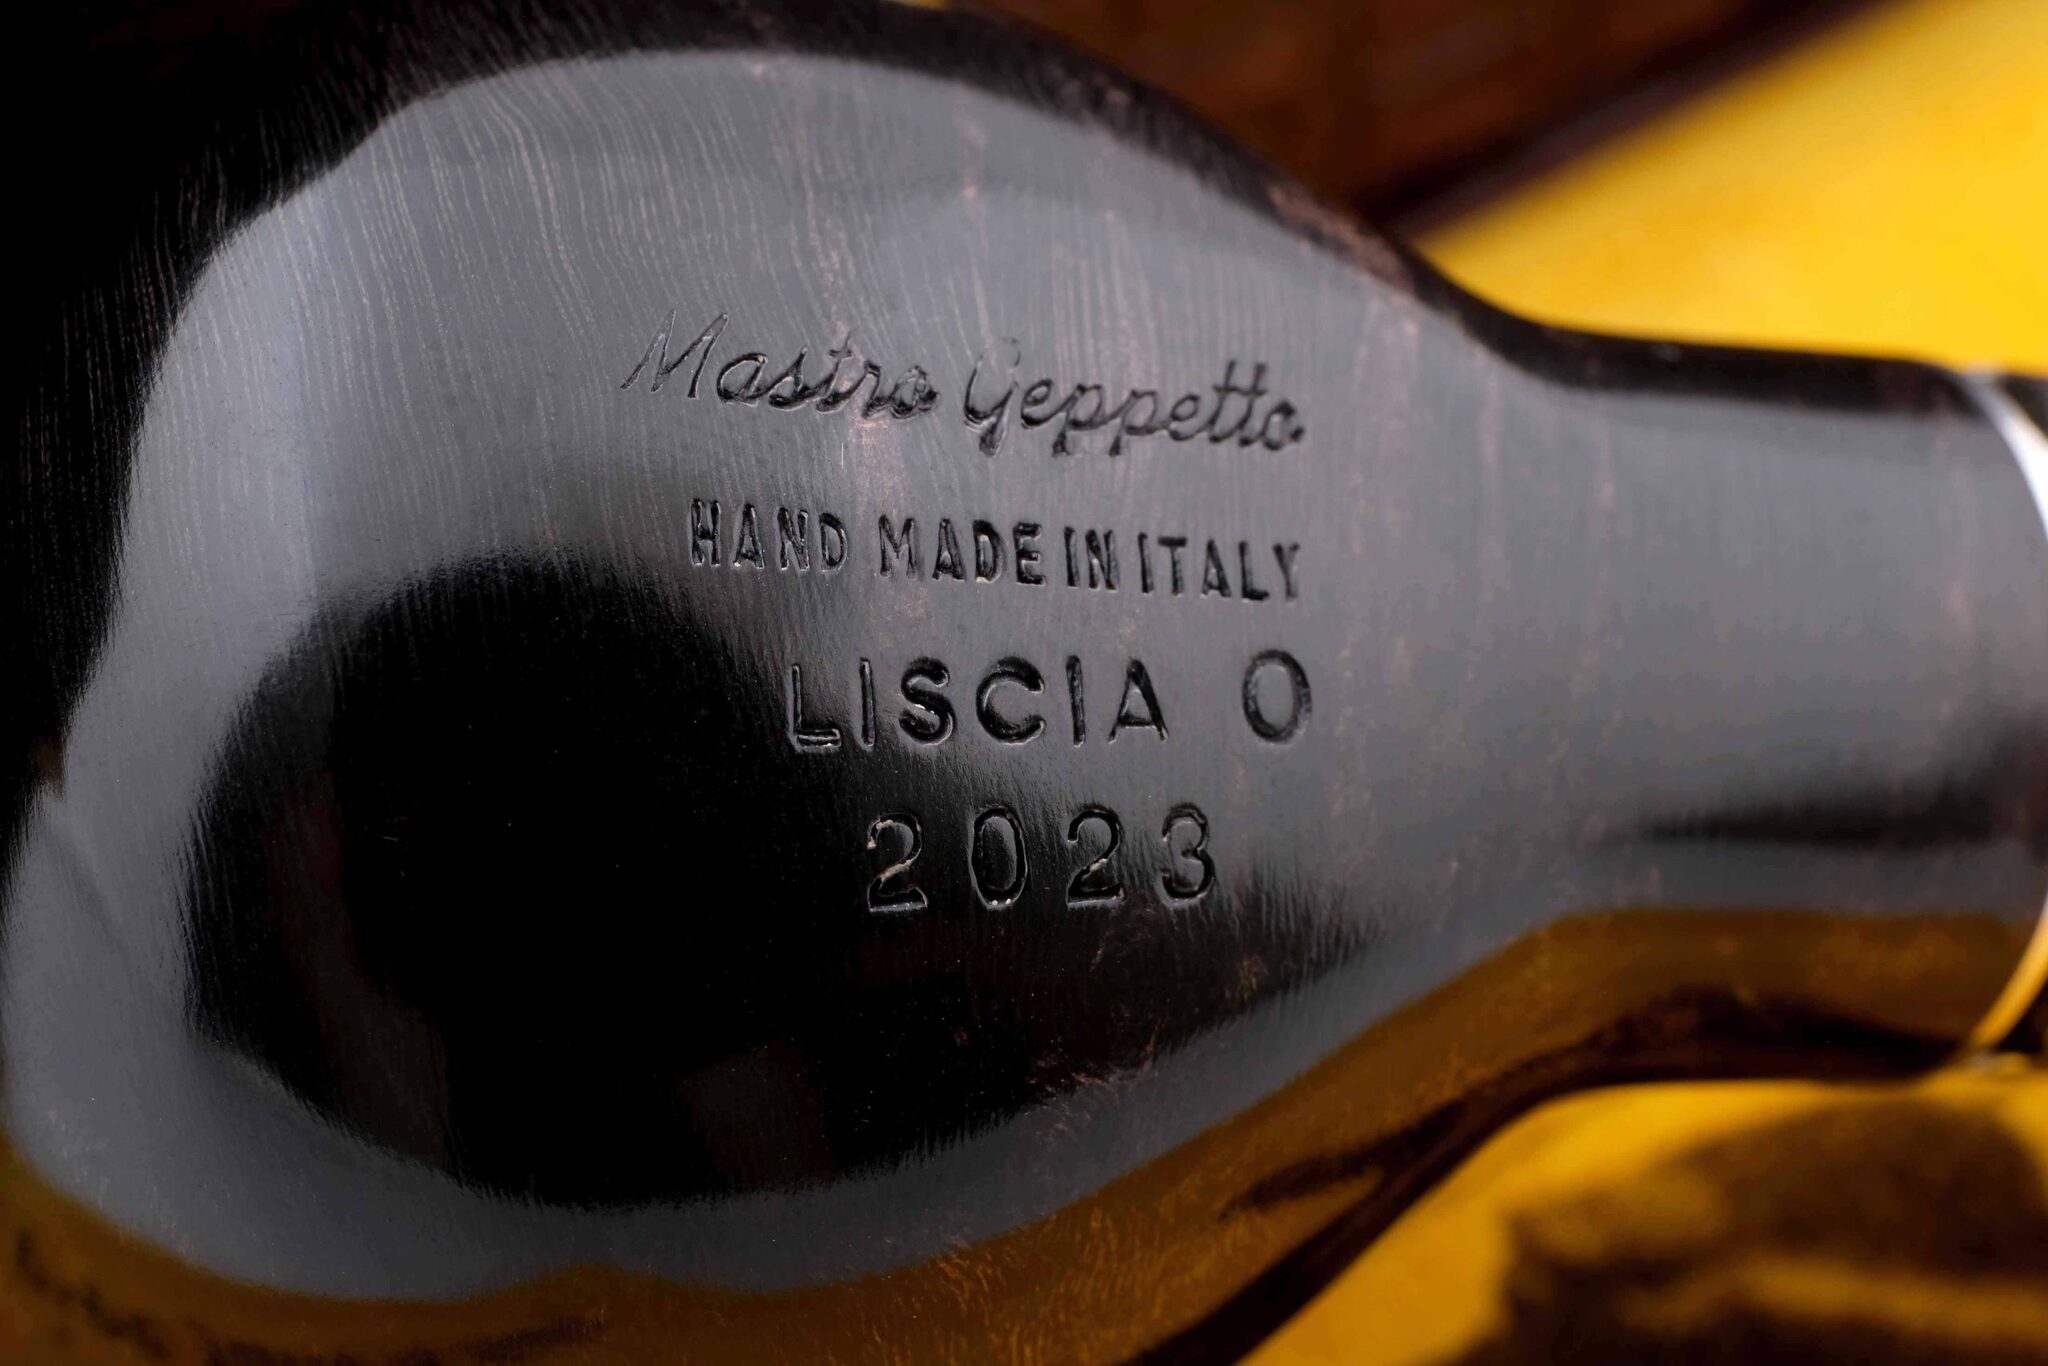 Mastro Geppetto
HAND MADE IN ITALY
LISCIA O
2023